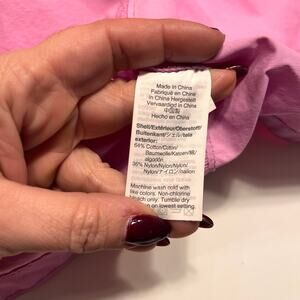 Made in China
Fabriqué en Chine
in China Hergestellt
Vervaardigd in China
中国製
Hecho en China
Shell/Extérieur/Oberstoff/
Buitenkant/シェル/tela
exterior:
64% Cotton/Coton/
Baumwolle/Katoen/綿/
algodón
36% Nylon/Nylon/
Nylon/Nylon/ナイロン/nailon
Machine wash cold with
like colors. Non-chlorine
bleach only. Tumble dry
on lowest setting.